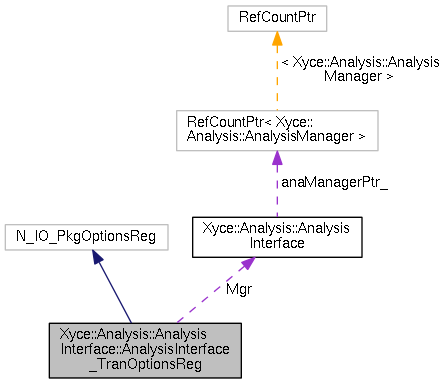 RefCountPtr
< Xyce::Analysis::Analysis
Manager >
RefCountPtr< Xyce::
Analysis::AnalysisManager >
anaManagerPtr_
N_IO_PkgOptionsReg
Xyce::Analysis::Analysis
Interface
Mgr
Xyce::Analysis::Analysis
Interface::AnalysisInterface
_TranOptionsReg